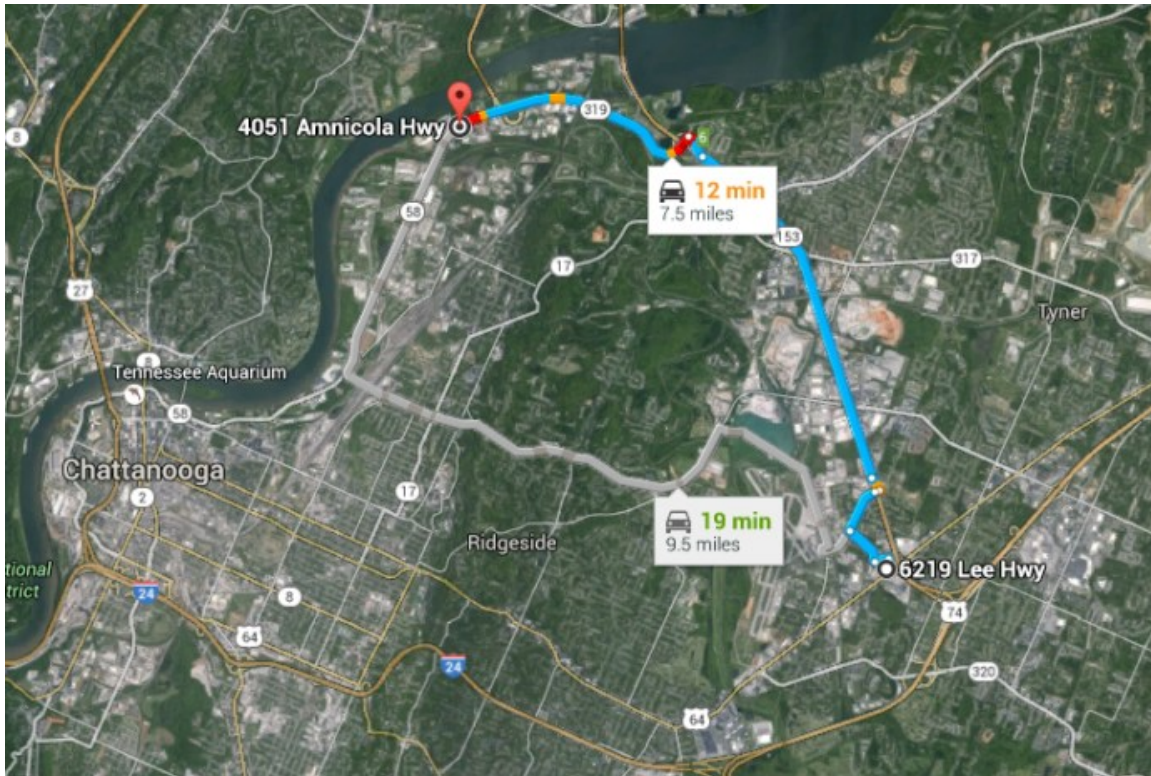 8
4051 Amnicola Hwy
319
6
12 min
7.5 miles
58
153
17
317
27
Tyner
8
Tennessee Aquarium
58
Chattanooga
2
17
19 min
9.5 miles
Ridgeside
6219 Lee Hwy
tional
trict
24
8
74
64
24
320
64